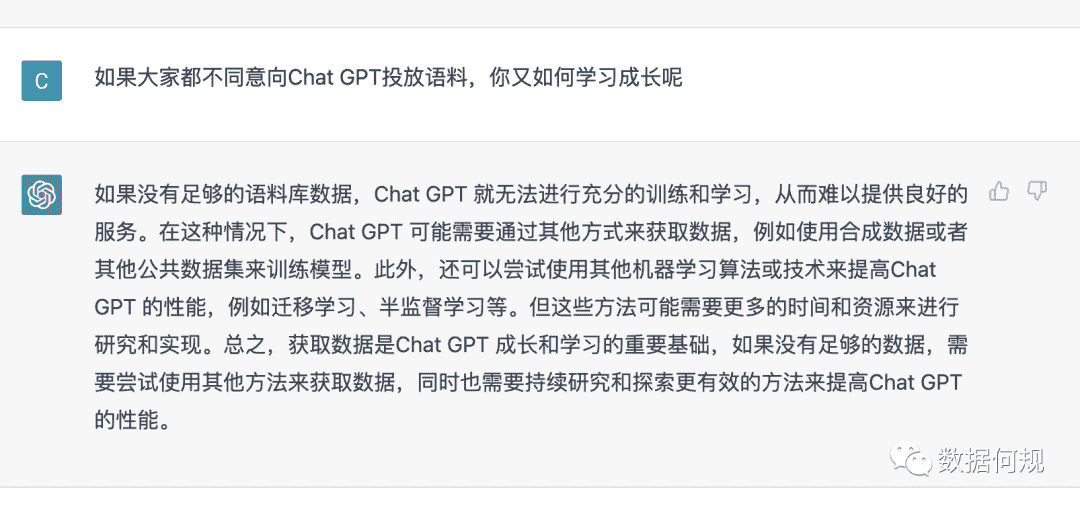 C
如果大家都不同意向Chat GPT投放语料，你又如何学习成长呢
如果没有足够的语料库数据，Chat GPT 就无法进行充分的训练和学习，从而难以提供良好的
服务。在这种情况下，Chat GPT 可能需要通过其他方式来获取数据，例如使用合成数据或者
其他公共数据集来训练模型。此外，还可以尝试使用其他机器学习算法或技术来提高Chat
GPT 的性能，例如迁移学习、半监督学习等。但这些方法可能需要更多的时间和资源来进行
研究和实现。总之，获取数据是Chat GPT 成长和学习的重要基础，如果没有足够的数据，需
要尝试使用其他方法来获取数据，同时也需要持续研究和探索更有效的方法来提高Chat GPT
的性能。
数据何规